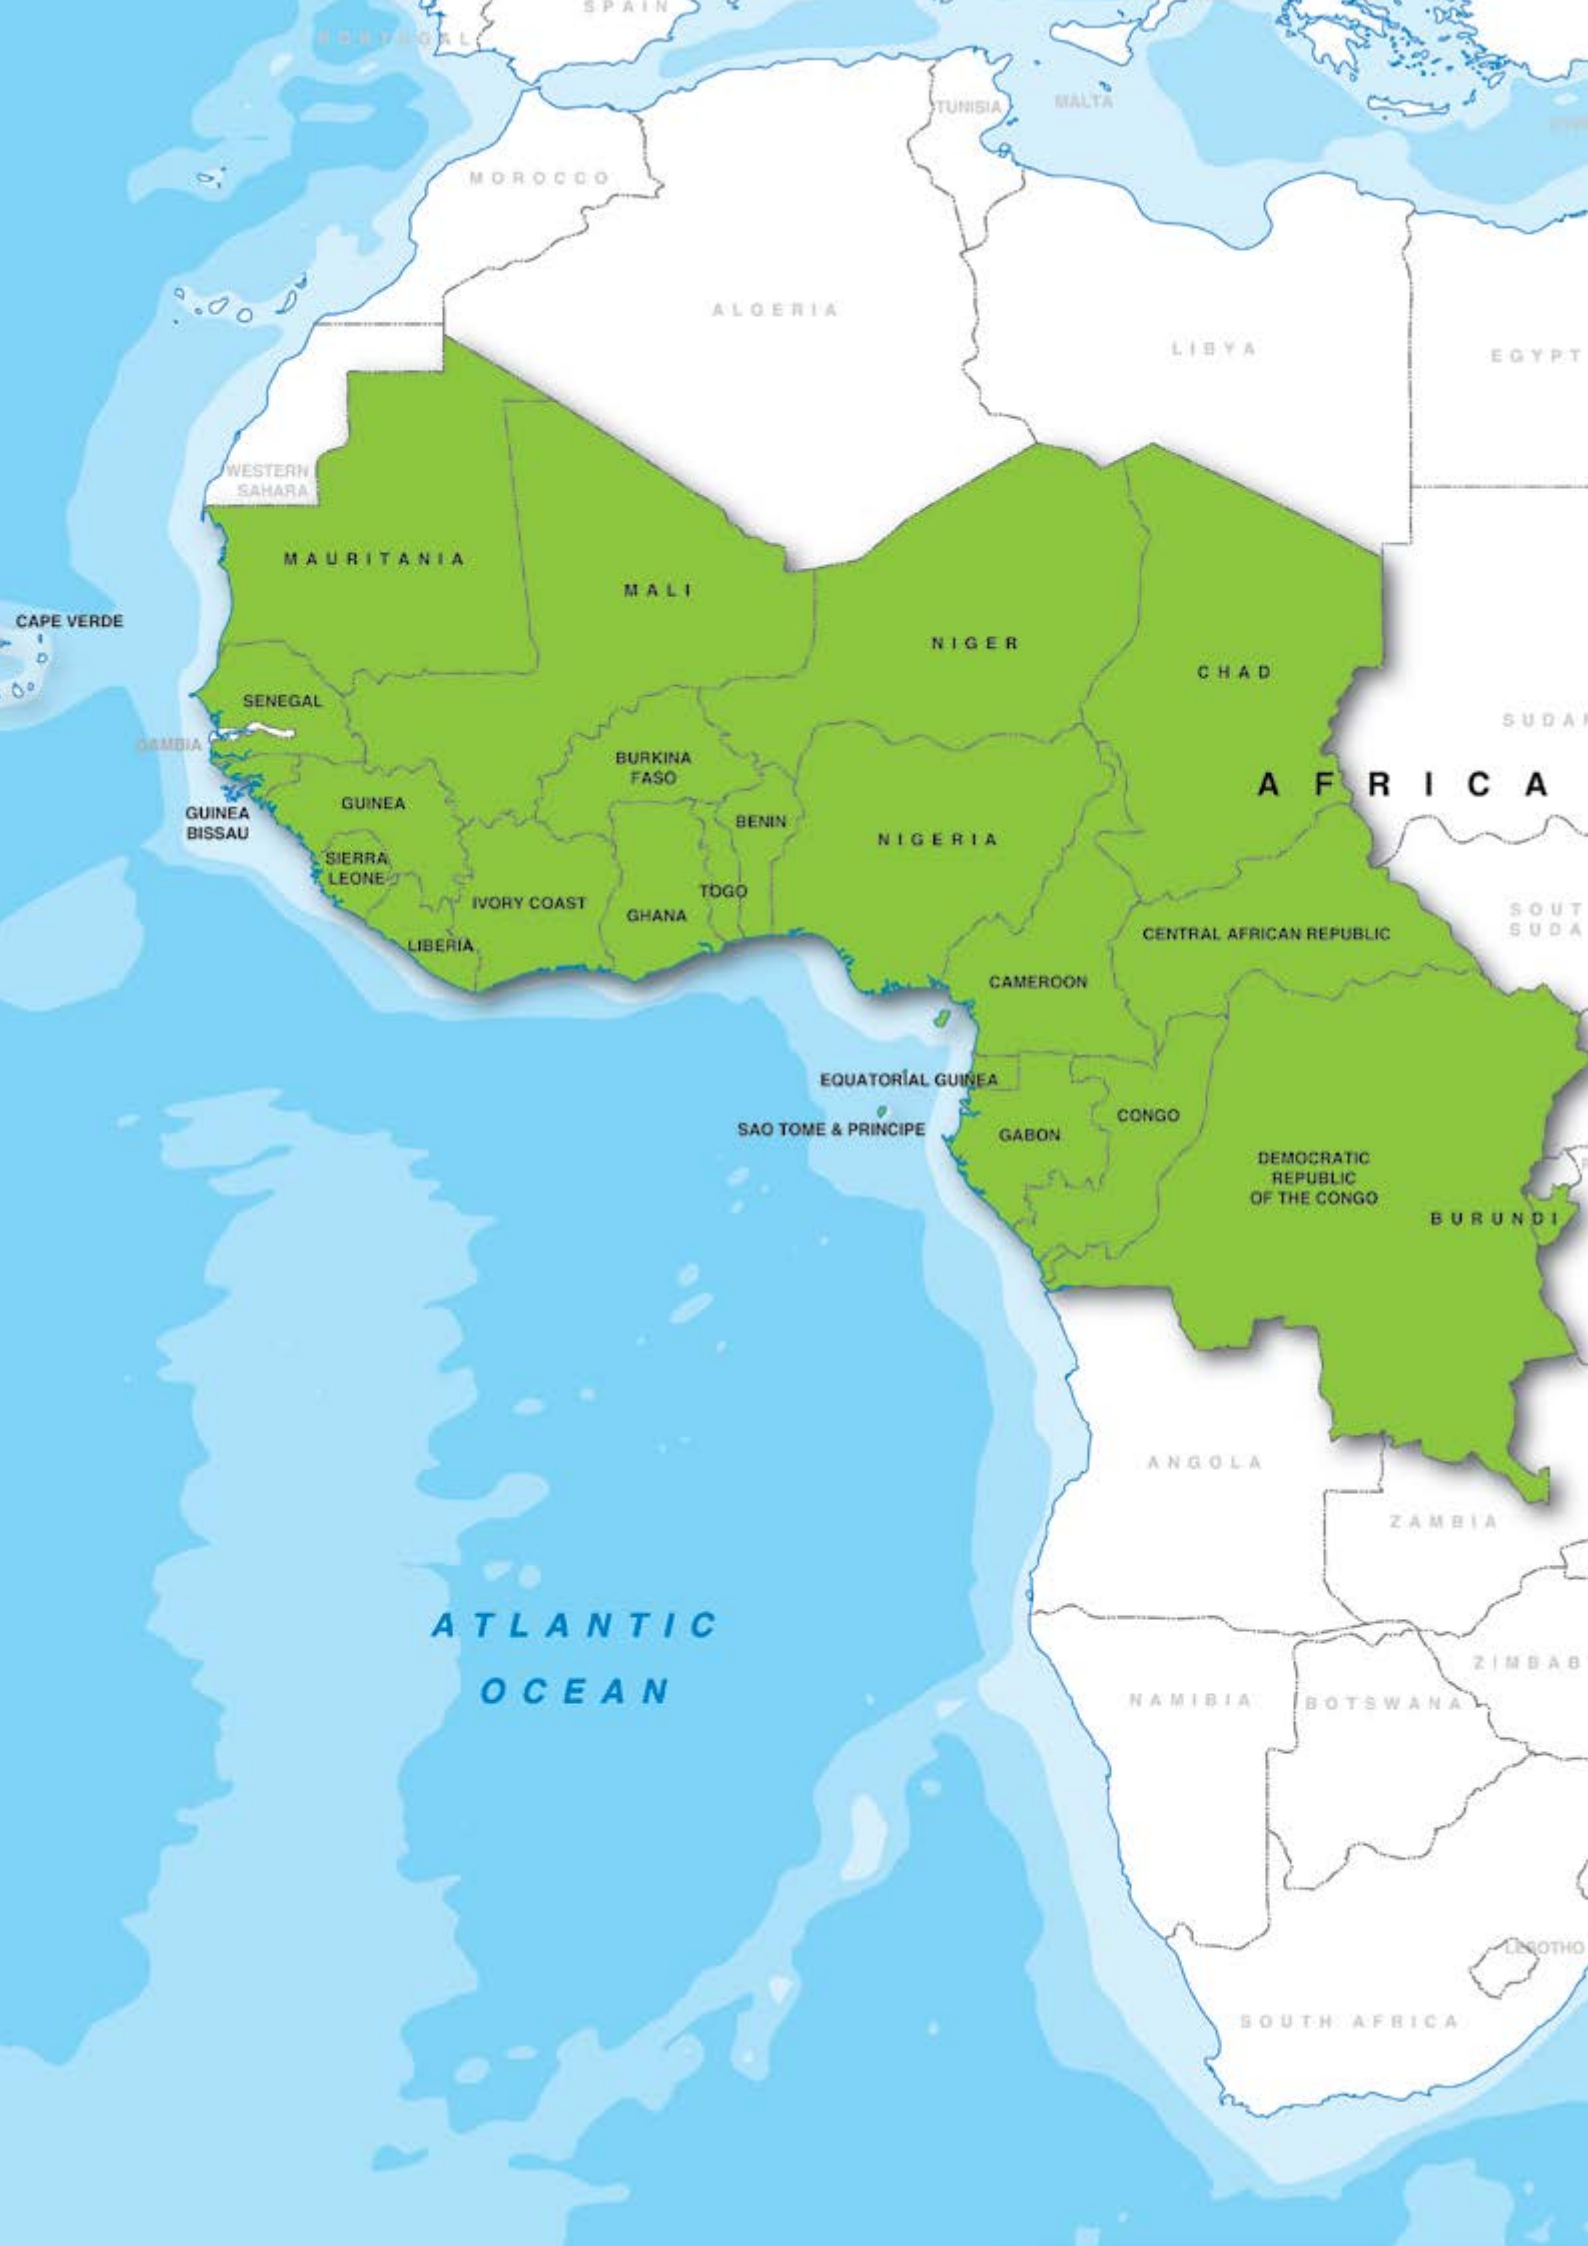 SPAIN
PORTUGAL
TUNISIA
MALTA
MOROCCO
ALGERIA
LIBYA
EGYPT
WESTERN
SAHARA
MAURITANIA
MALI
CAPE VERDE
NIGER
CHAD
SENEGAL
SUDAN
GAMBIA
BURKINA
FASO
AFRICA
GUINEA
GUINEA
BISSAU
BENIN
NIGERIA
SIERRA
LEONE
TOGO
IVORY COAST
GHANA
SOUT
SUDA
CENTRAL AFRICAN REPUBLIC
LIBERIA
CAMEROON
EQUATORIAL GUINEA
CONGO
SAO TOME & PRINCIPE
GABON
DEMOCRATIC
REPUBLIC
OF THE CONGO
BURUNDI
ANGOLA
ZAMBIA
ATLANTIC
OCEAN
ZIMBAB
NAMIBIA
BOTSWANA
LESOTHO
SOUTH AFRICA